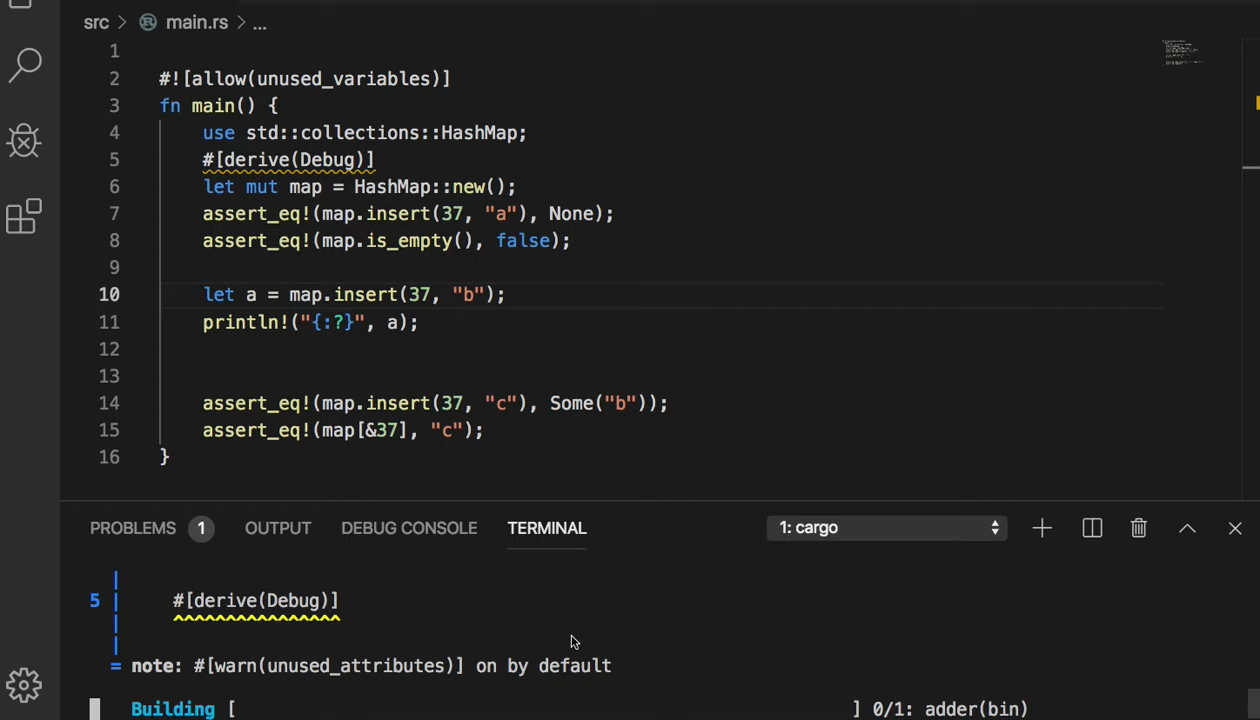 src > main.rs > ...
1
2 #![allow(unused_variables)]
3 fn main() {
4 use std::collections::HashMap;
5 #[derive(Debug)]
6 let mut map = HashMap::new();
7 assert_eq!(map.insert(37, "a"), None);
8 assert_eq!(map.is_empty(), false);
9
10 let a = map.insert(37, "b");
11 println!("{:?}", a);
12
13
14 assert_eq!(map.insert(37, "c"), Some("b"));
15 assert_eq!(map[&37], "c");
16 }
PROBLEMS 1 OUTPUT DEBUG CONSOLE TERMINAL 1: cargo
|
5 | #[derive(Debug)]
| ^^^^^^^^^^^^^^^^
|
= note: #[warn(unused_attributes)] on by default
Building [ ] 0/1: adder(bin)